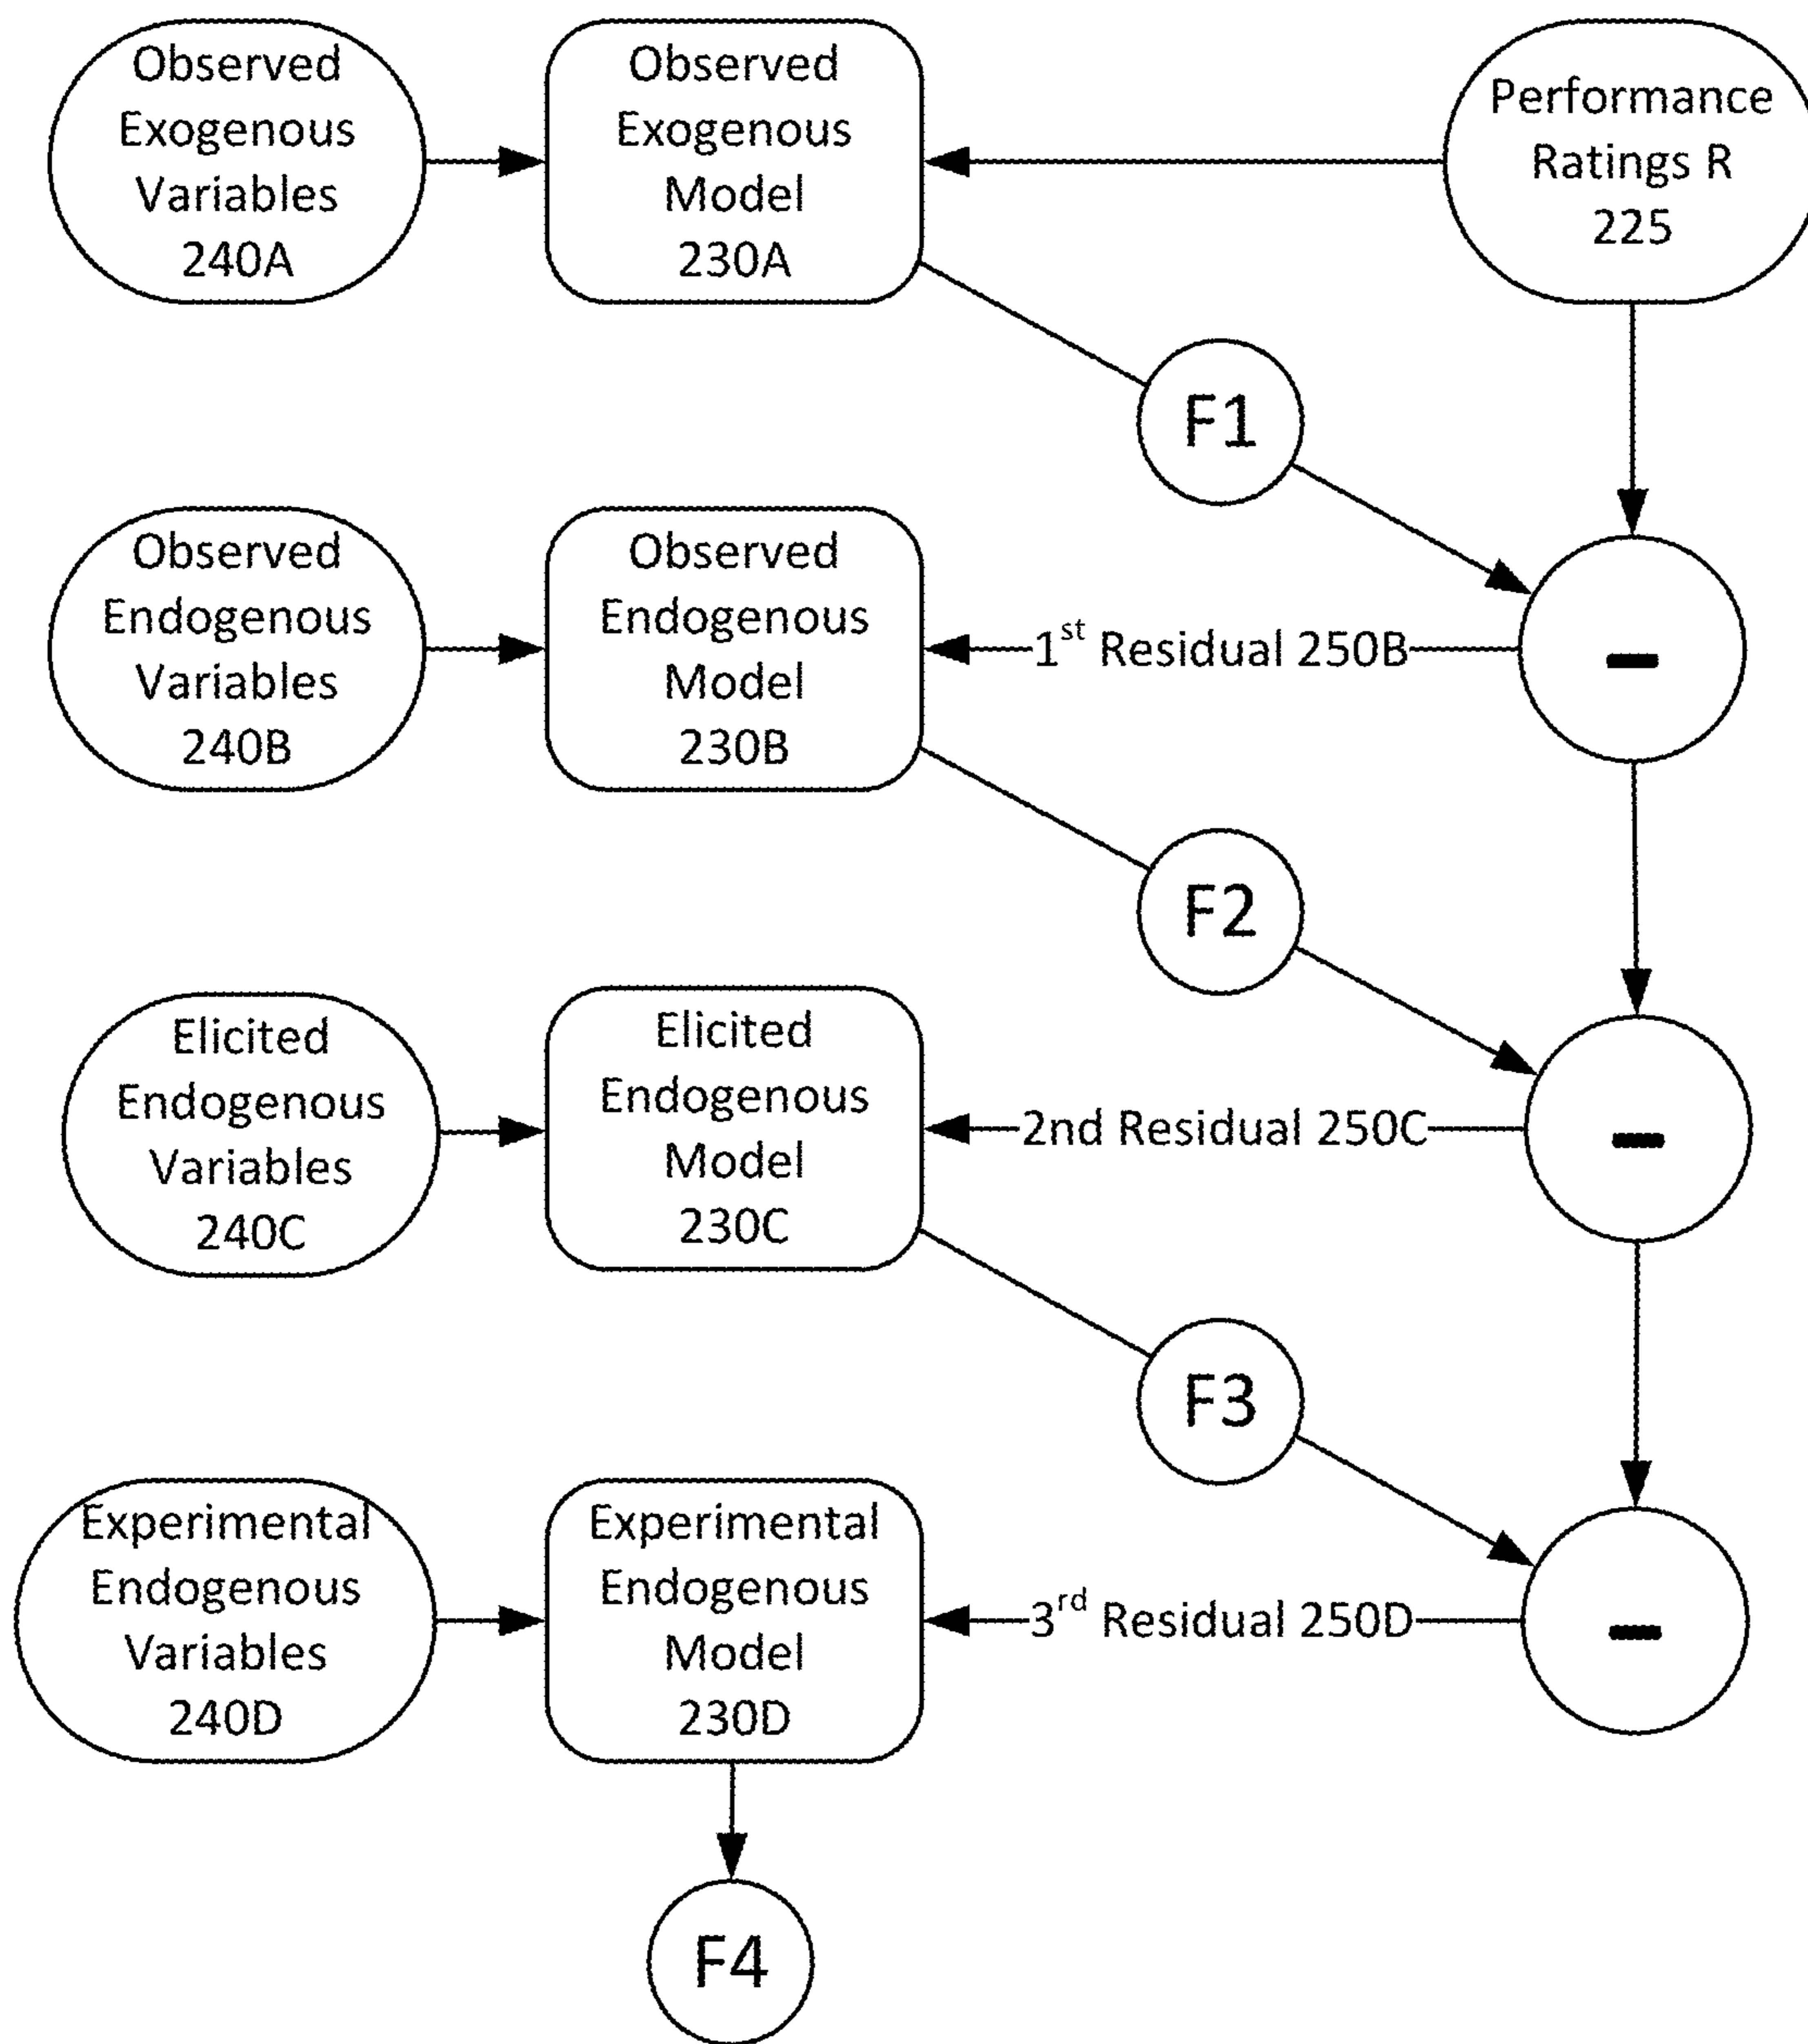 Observed
Exogenous
Variables
240A
Observed
Exogenous
Model
230A
Performance
Ratings R
225
F1
Observed
Endogenous
Variables
240B
Observed
Endogenous
Model
230B
1st Residual 250B
–
F2
Elicited
Endogenous
Variables
240C
Elicited
Endogenous
Model
230C
2nd Residual 250C
–
F3
Experimental
Endogenous
Variables
240D
Experimental
Endogenous
Model
230D
3rd Residual 250D
–
F4